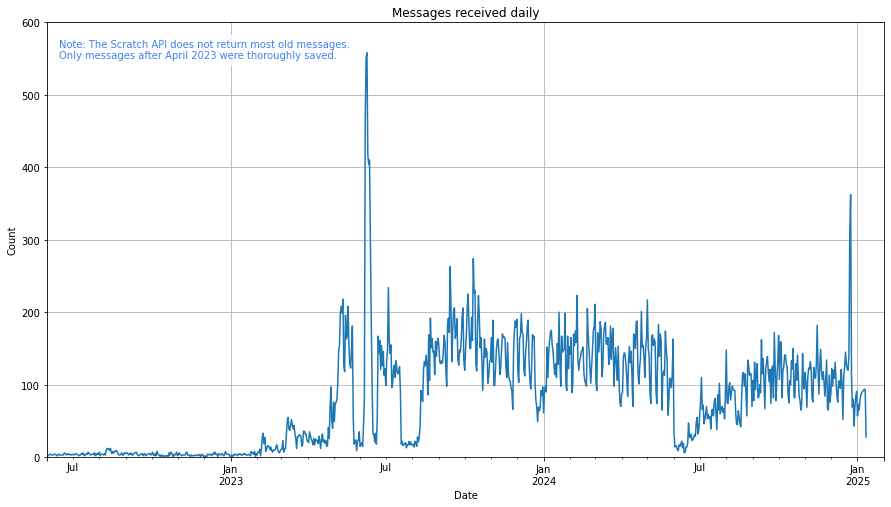 Messages received daily
600
Note: The Scratch API does not return most old messages.
Only messages after April 2023 were thoroughly saved.
500
400
300
Count
200
100
0
Jul
Jan
2023
Jul
Jan
2024
Jul
Jan
2025
Date